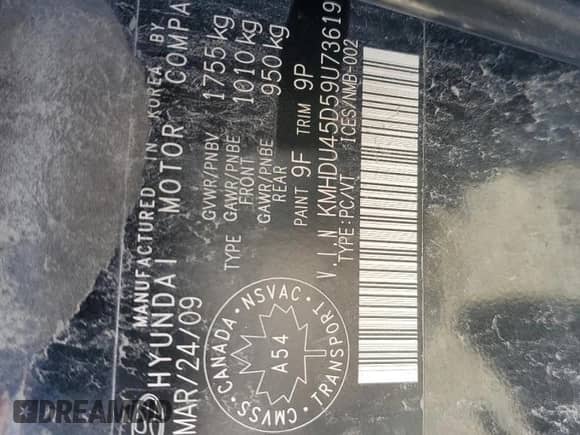 MANUFACTURED IN KOREA BY
HYUNDAI MOTOR COMPA
MAR/24/09
GVWR/PNBV 1755 kg
TYPE GAWR/PNBE FRONT 1010 kg
GAWR/PNBE REAR 950 kg
PAINT 9F TRIM 9P
V.I.N KMHDU45D59U73619
TYPE:PC/VT ICES/NMB-002
CANADA · NSVAC · TRANSPORT · CMVSS
A54
DREAMBID